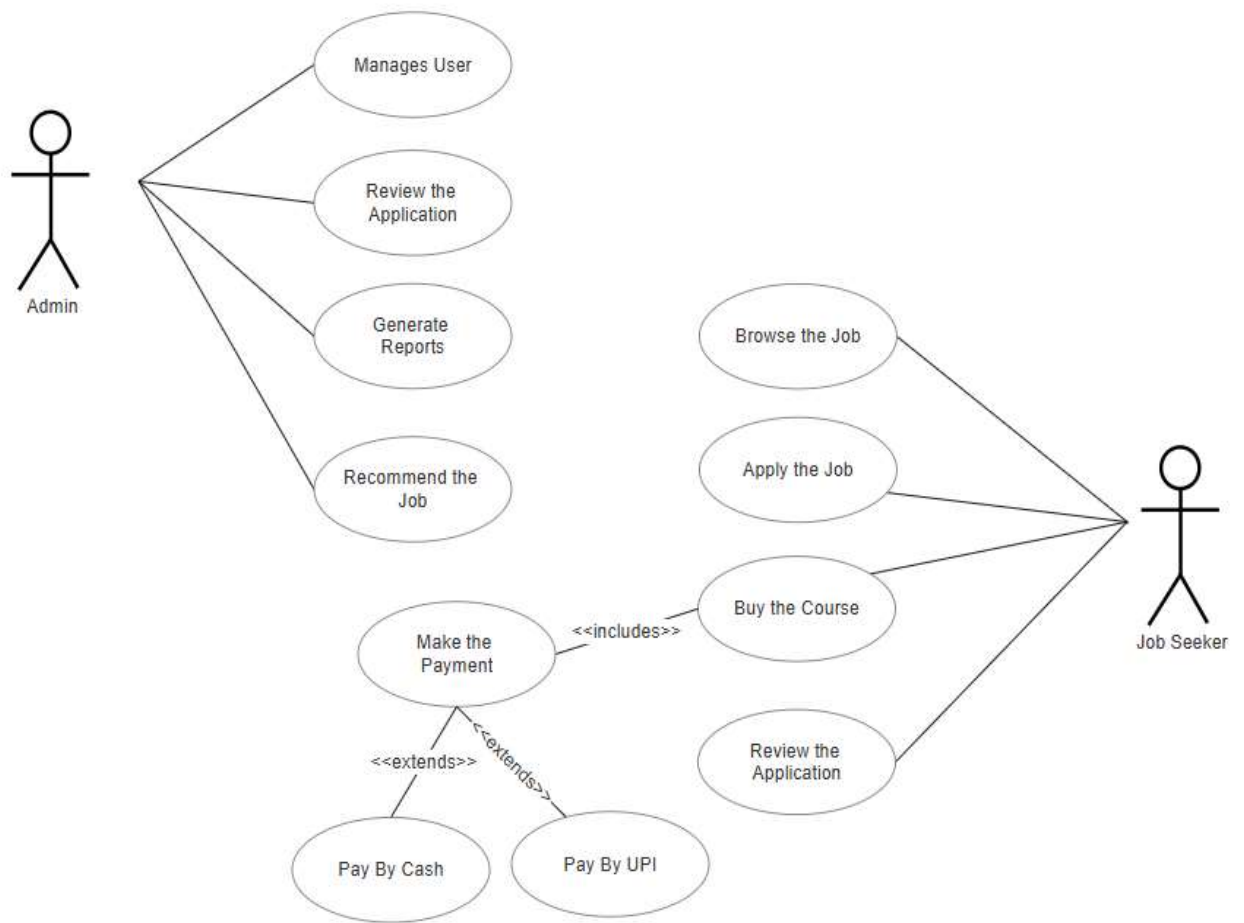 Manages User
Review the
Application
Admin
Generate
Reports
Browse the Job
Recommend the
Job
Apply the Job
Buy the Course
<<includes>>
Make the
Payment
Job Seeker
<<extends>>
<<extends>>
Review the
Application
Pay By Cash
Pay By UPI